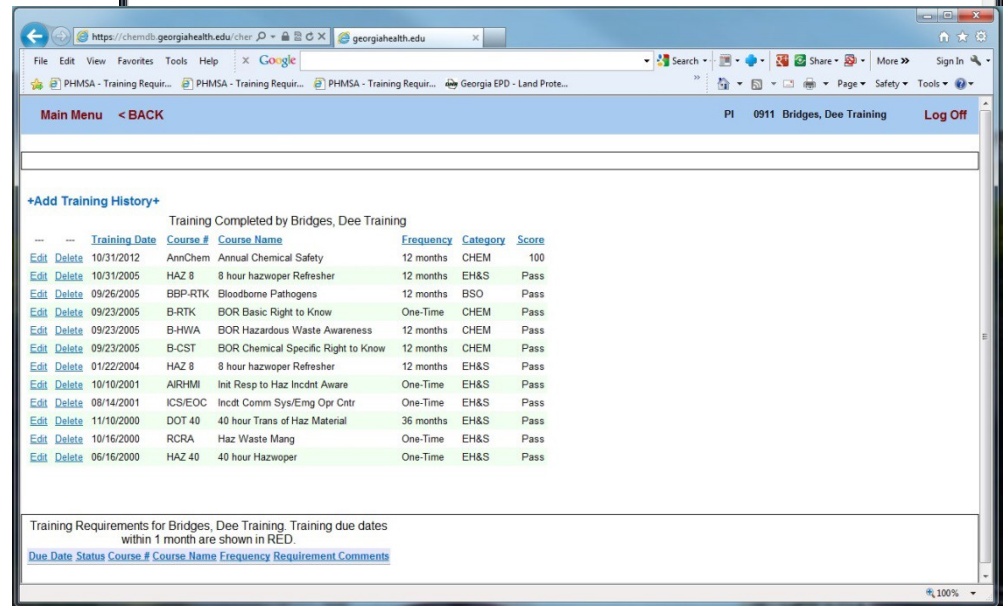 https://chemdb.georgiahealth.edu/cher georgiahealth.edu
File Edit View Favorites Tools Help x Google Search Share More » Sign In
PHMSA - Training Requir... PHMSA - Training Requir... PHMSA - Training Requir... Georgia EPD - Land Prote... » Page Safety Tools
Main Menu < BACK PI 0911 Bridges, Dee Training Log Off
+Add Training History+
Training Completed by Bridges, Dee Training
--- --- Training Date Course # Course Name Frequency Category Score
Edit Delete 10/31/2012 AnnChem Annual Chemical Safety 12 months CHEM 100
Edit Delete 10/31/2005 HAZ 8 8 hour hazwoper Refresher 12 months EH&S Pass
Edit Delete 09/26/2005 BBP-RTK Bloodborne Pathogens 12 months BSO Pass
Edit Delete 09/23/2005 B-RTK BOR Basic Right to Know One-Time CHEM Pass
Edit Delete 09/23/2005 B-HWA BOR Hazardous Waste Awareness 12 months CHEM Pass
Edit Delete 09/23/2005 B-CST BOR Chemical Specific Right to Know 12 months CHEM Pass
Edit Delete 01/22/2004 HAZ 8 8 hour hazwoper Refresher 12 months EH&S Pass
Edit Delete 10/10/2001 AIRHMI Init Resp to Haz Incdnt Aware One-Time EH&S Pass
Edit Delete 08/14/2001 ICS/EOC Incdt Comm Sys/Emg Opr Cntr One-Time EH&S Pass
Edit Delete 11/10/2000 DOT 40 40 hour Trans of Haz Material 36 months EH&S Pass
Edit Delete 10/16/2000 RCRA Haz Waste Mang One-Time EH&S Pass
Edit Delete 06/16/2000 HAZ 40 40 hour Hazwoper One-Time EH&S Pass
Training Requirements for Bridges, Dee Training. Training due dates
within 1 month are shown in RED.
Due Date Status Course # Course Name Frequency Requirement Comments
100%